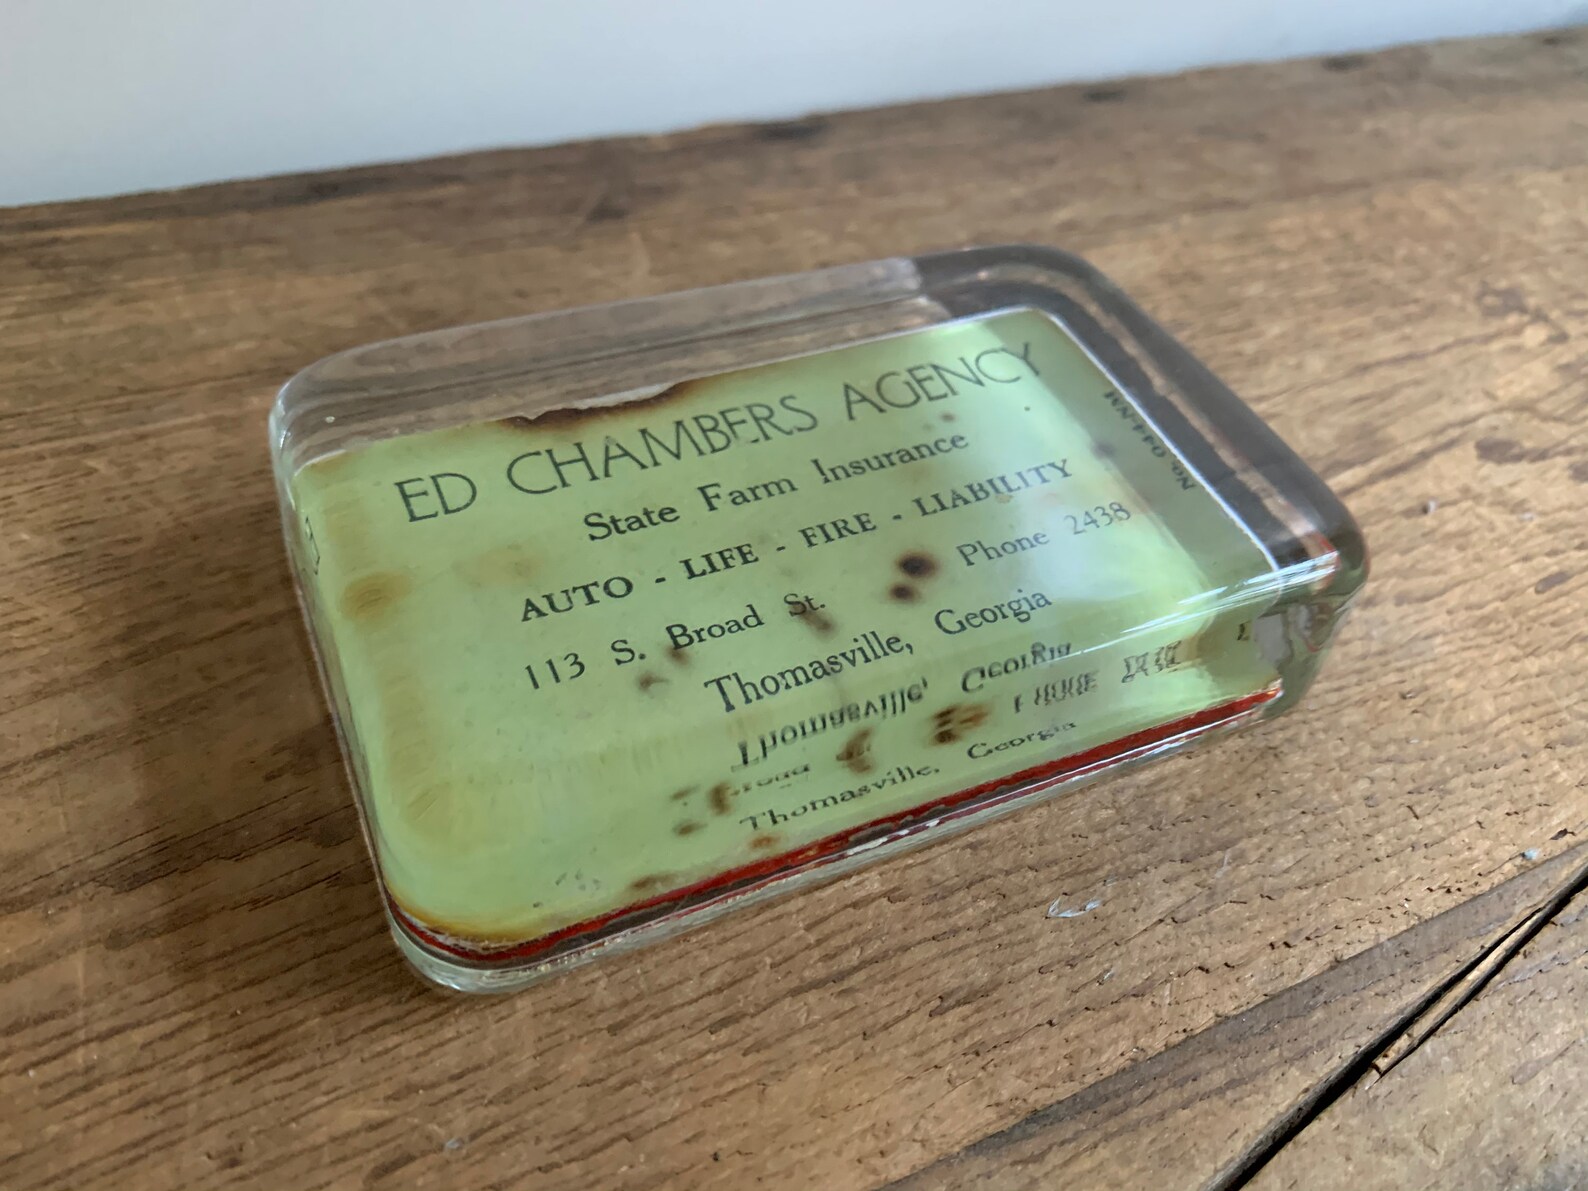 ED CHAMBERS AGENCY
State Farm Insurance
AUTO - LIFE - FIRE - LIABILITY
113 S. Broad St. Phone 2438
Thomasville, Georgia